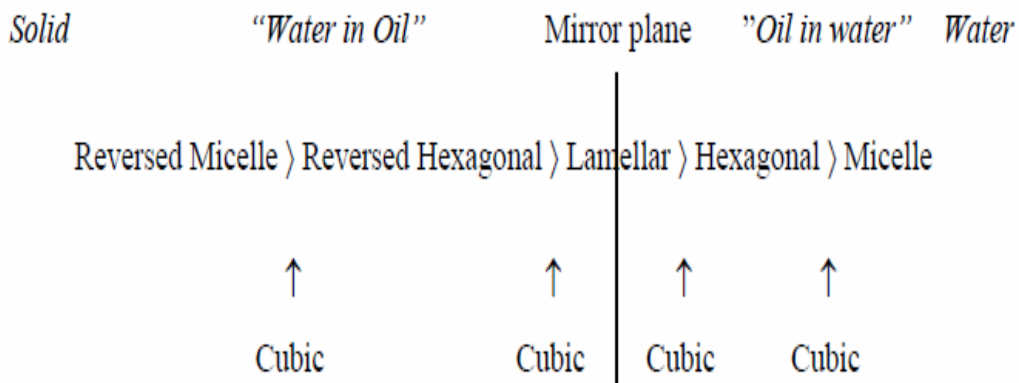 Solid “Water in Oil” Mirror plane ”Oil in water” Water
Reversed Micelle ⟩ Reversed Hexagonal ⟩ Lamellar ⟩ Hexagonal ⟩ Micelle
↑ ↑ ↑ ↑
Cubic Cubic Cubic Cubic